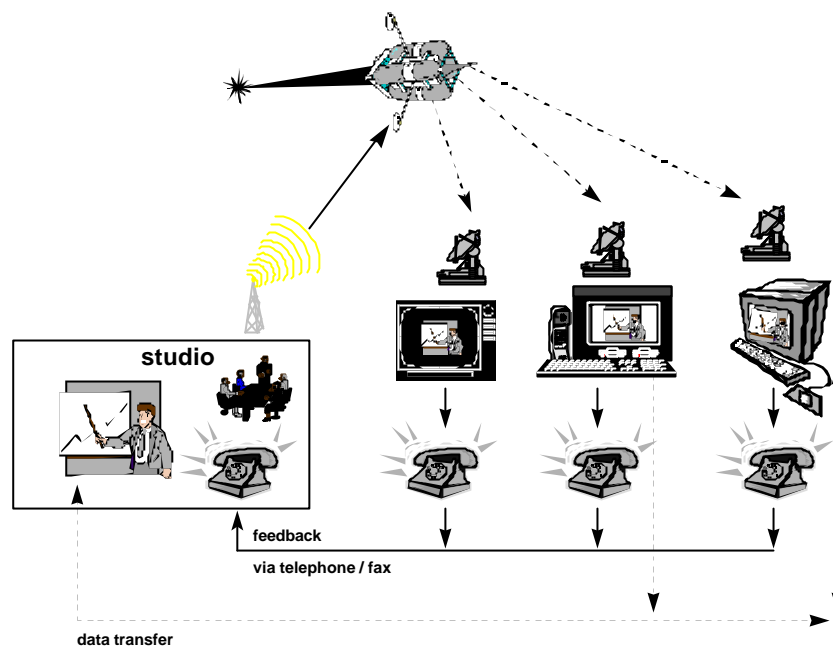 studio
feedback
via telephone / fax
data transfer